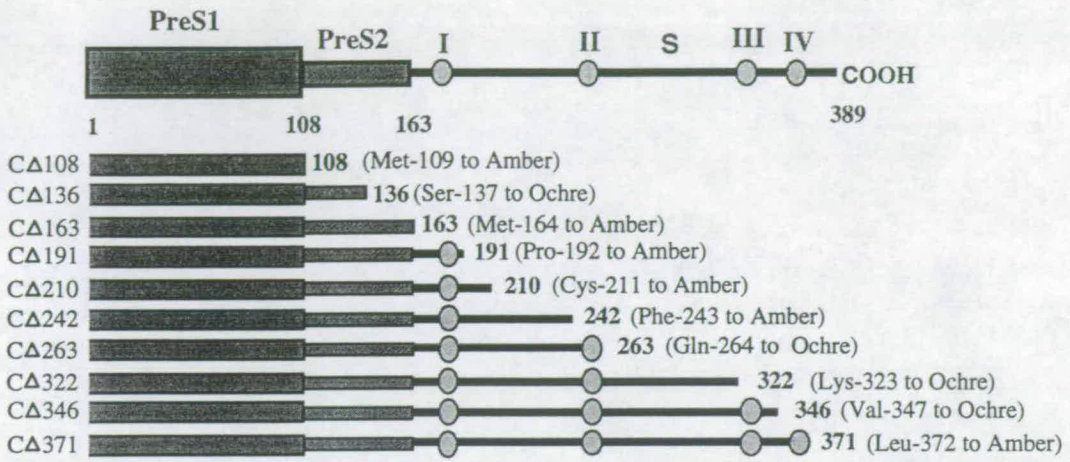 PreS1 PreS2 I II S III IV
COOH
1 108 163 389
CΔ108 108 (Met-109 to Amber)
CΔ136 136 (Ser-137 to Ochre)
CΔ163 163 (Met-164 to Amber)
CΔ191 191 (Pro-192 to Amber)
CΔ210 210 (Cys-211 to Amber)
CΔ242 242 (Phe-243 to Amber)
CΔ263 263 (Gln-264 to Ochre)
CΔ322 322 (Lys-323 to Ochre)
CΔ346 346 (Val-347 to Ochre)
CΔ371 371 (Leu-372 to Amber)